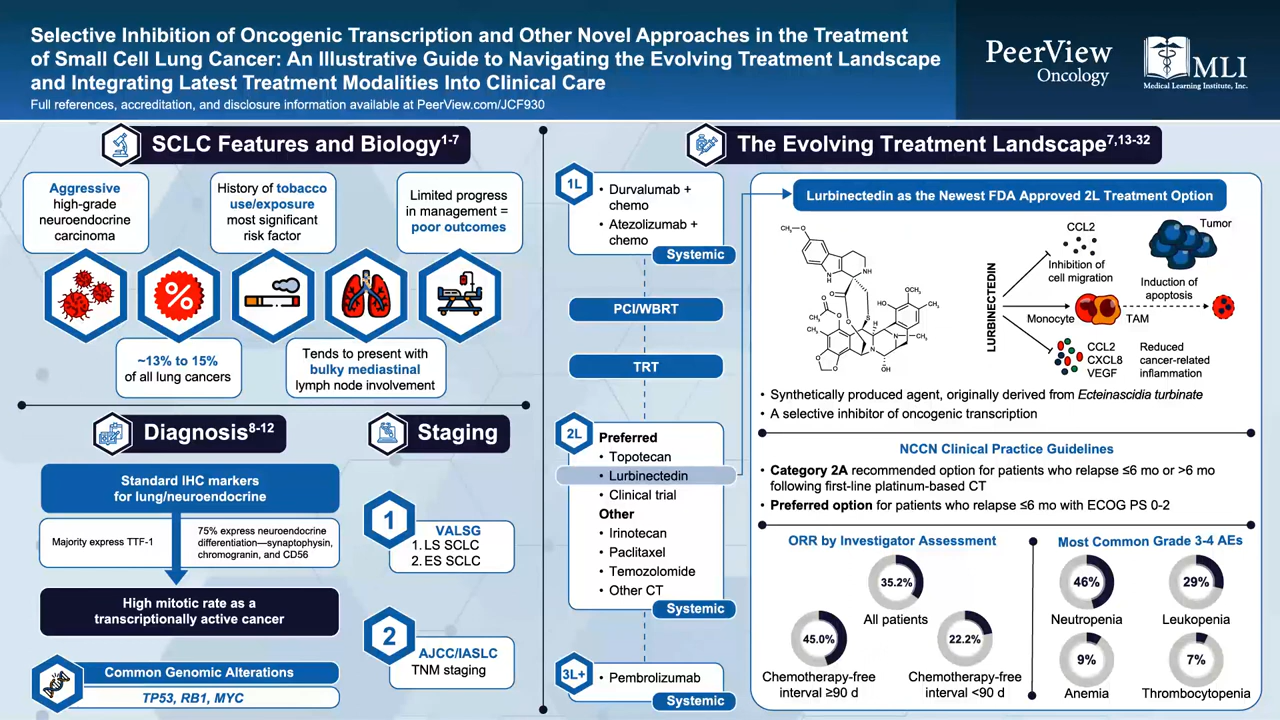 Selective Inhibition of Oncogenic Transcription and Other Novel Approaches in the Treatment
of Small Cell Lung Cancer: An Illustrative Guide to Navigating the Evolving Treatment Landscape
and Integrating Latest Treatment Modalities Into Clinical Care
Full references, accreditation, and disclosure information available at PeerView.com/JCF930
PeerView
Oncology
MLI
Medical Learning Institute, Inc.
SCLC Features and Biology1-7
Aggressive
high-grade
neuroendocrine
carcinoma
History of tobacco
use/exposure
most significant
risk factor
Limited progress
in management =
poor outcomes
%
~13% to 15%
of all lung cancers
Tends to present with
bulky mediastinal
lymph node involvement
Diagnosis8-12
Standard IHC markers
for lung/neuroendocrine
Majority express TTF-1
75% express neuroendocrine
differentiation—synaptophysin,
chromogranin, and CD56
High mitotic rate as a
transcriptionally active cancer
Common Genomic Alterations
TP53, RB1, MYC
Staging
1
VALSG
1. LS SCLC
2. ES SCLC
2
AJCC/IASLC
TNM staging
The Evolving Treatment Landscape7,13-32
1L
• Durvalumab +
chemo
• Atezolizumab +
chemo
Systemic
PCI/WBRT
TRT
2L
Preferred
• Topotecan
• Lurbinectedin
• Clinical trial
Other
• Irinotecan
• Paclitaxel
• Temozolomide
• Other CT
Systemic
3L+
• Pembrolizumab
Systemic
Lurbinectedin as the Newest FDA Approved 2L Treatment Option
CH3
O
N
H
NH
O
O
O
CH3
O
S
H
HO
OCH3
CH3
CH3
N
N
CH3
O
O
OH
LURBINECTEDIN
CCL2
Inhibition of
cell migration
Tumor
Induction of
apoptosis
Monocyte
TAM
CCL2
CXCL8
VEGF
Reduced
cancer-related
inflammation
• Synthetically produced agent, originally derived from Ecteinascidia turbinate
• A selective inhibitor of oncogenic transcription
NCCN Clinical Practice Guidelines
• Category 2A recommended option for patients who relapse ≤6 mo or >6 mo
following first-line platinum-based CT
• Preferred option for patients who relapse ≤6 mo with ECOG PS 0-2
ORR by Investigator Assessment
35.2%
All patients
45.0%
Chemotherapy-free
interval ≥90 d
22.2%
Chemotherapy-free
interval <90 d
Most Common Grade 3-4 AEs
46%
Neutropenia
29%
Leukopenia
9%
Anemia
7%
Thrombocytopenia